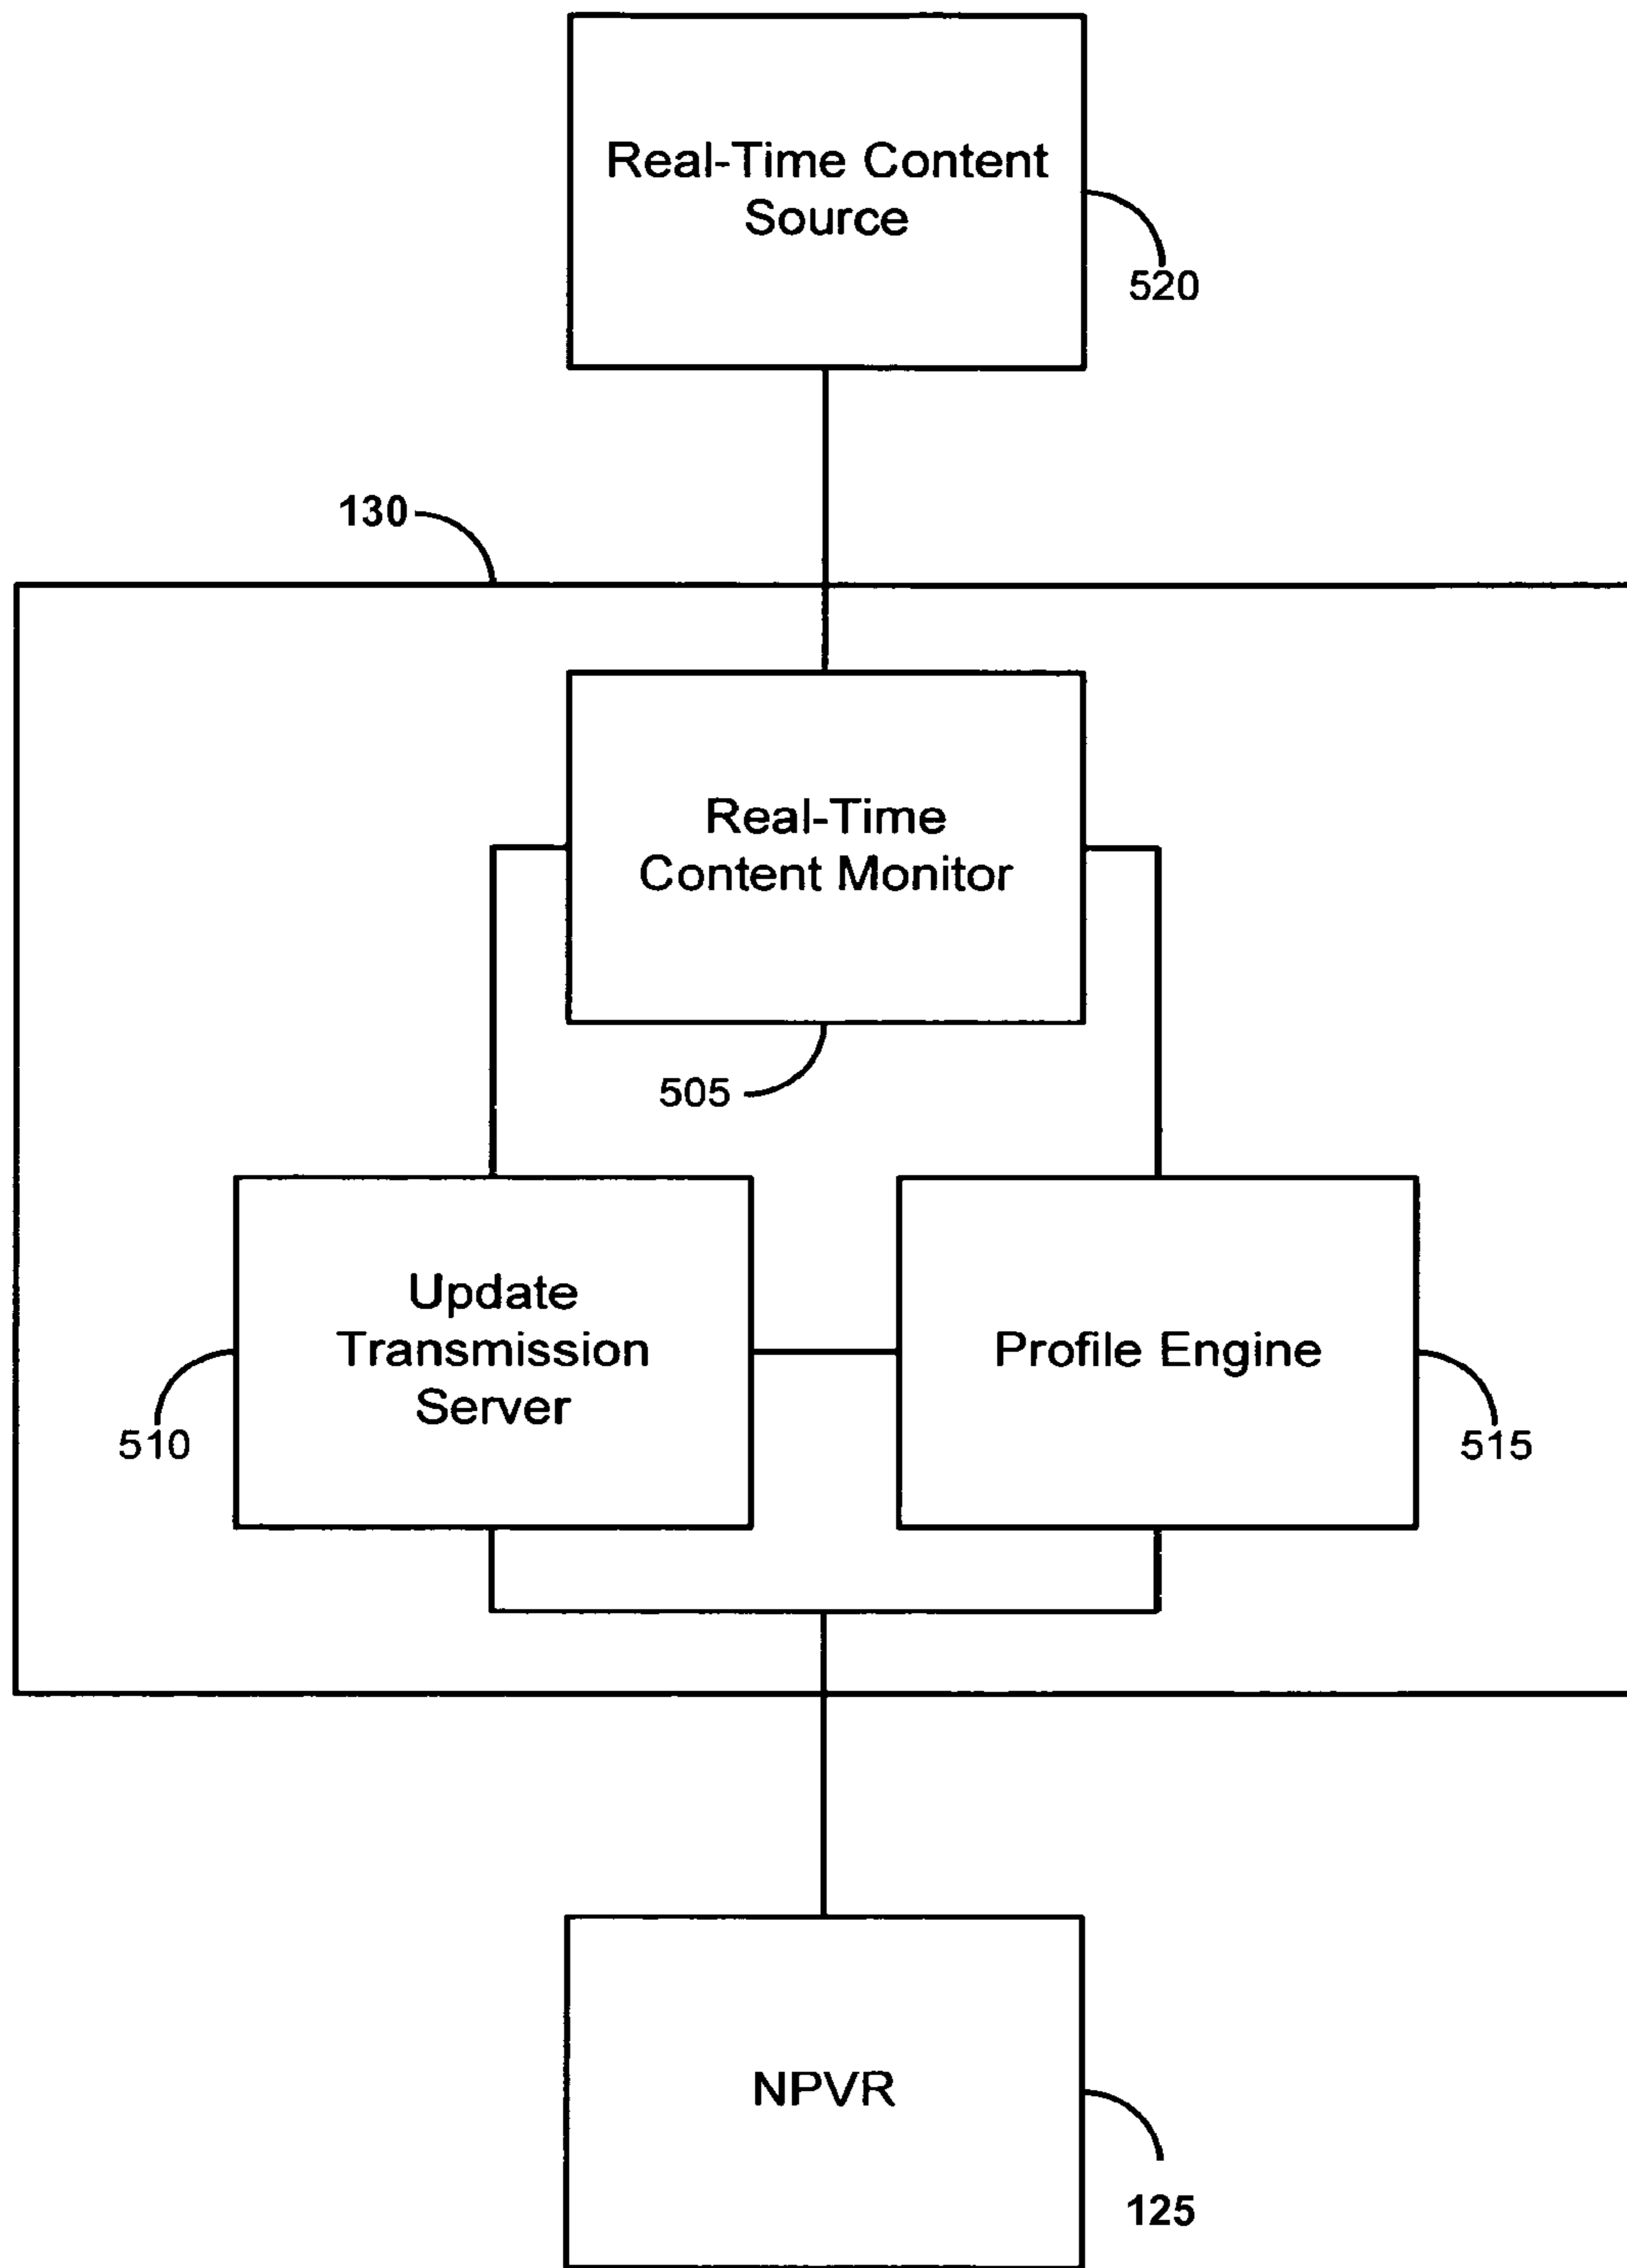 Real-Time Content
Source
520
130
Real-Time
Content Monitor
505
Update
Transmission
Server
510
Profile Engine
515
NPVR
125